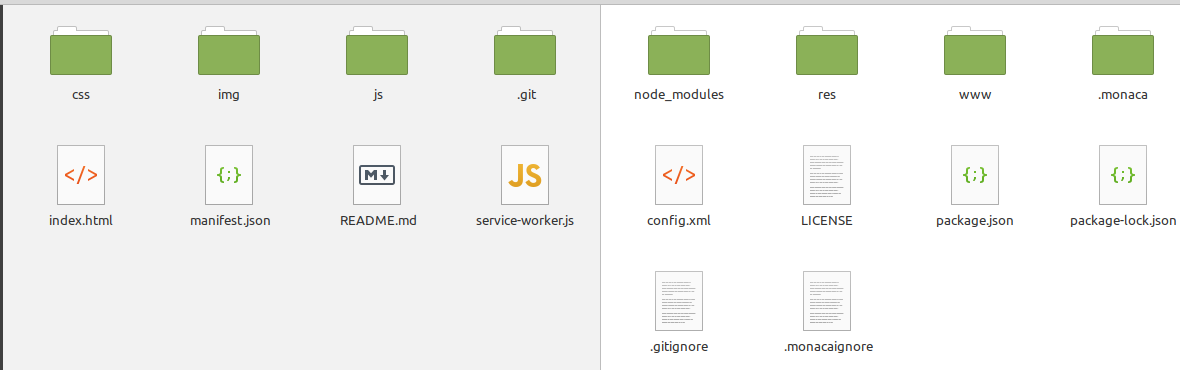 css img js .git node_modules res www .monaca
</> {;} M↓ JS </> {;} {;}
index.html manifest.json README.md service-worker.js config.xml LICENSE package.json package-lock.json
.gitignore .monacaignore